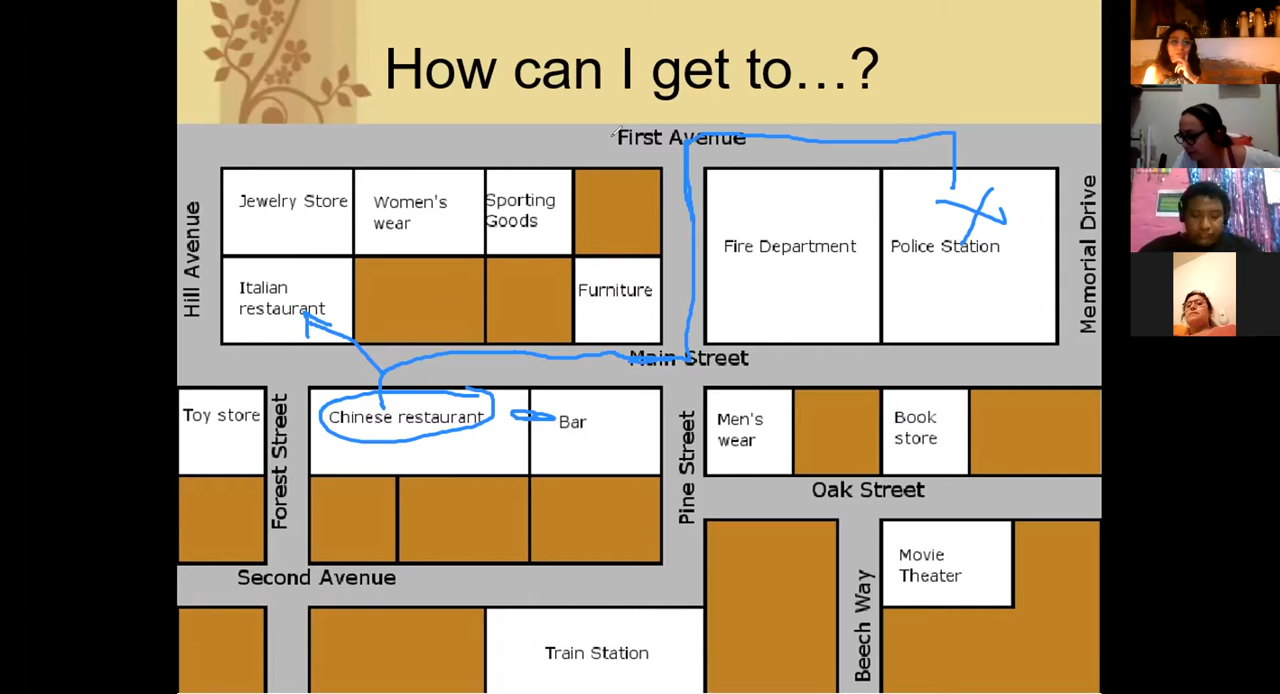 How can I get to...?
First Avenue
Jewelry Store
Women's
wear
Sporting
Goods
Hill Avenue
Italian
restaurant
Furniture
Fire Department
Police Station
Memorial Drive
Main Street
Toy store
Forest Street
Chinese restaurant
Bar
Pine Street
Men's
wear
Book
store
Oak Street
Second Avenue
Train Station
Beech Way
Movie
Theater